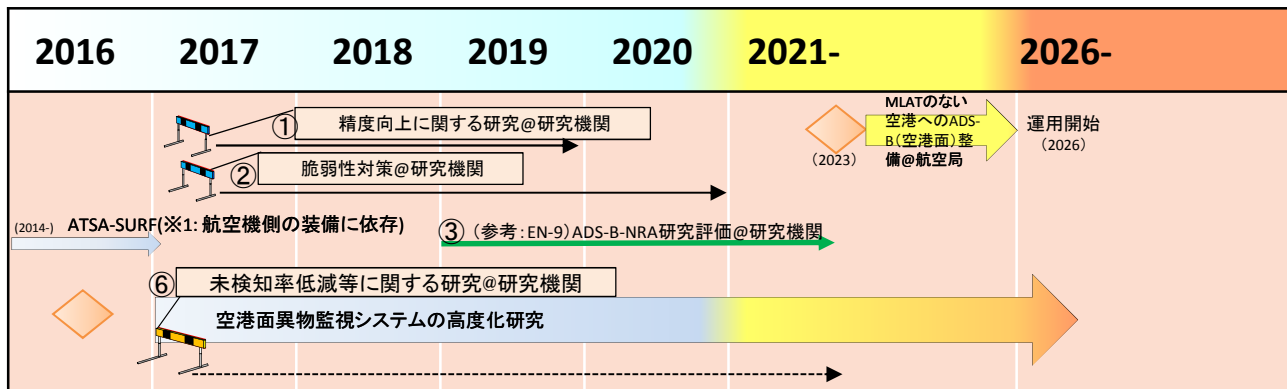 2016 2017 2018 2019 2020 2021- 2026-
①
精度向上に関する研究@研究機関
(2023)
MLATのない
空港へのADS-
B(空港面)整
備@航空局
運用開始
(2026)
②
脆弱性対策@研究機関
(2014-) ATSA-SURF(※1: 航空機側の装備に依存)
③ (参考:EN-9)ADS-B-NRA研究評価@研究機関
⑥
未検知率低減等に関する研究@研究機関
空港面異物監視システムの高度化研究